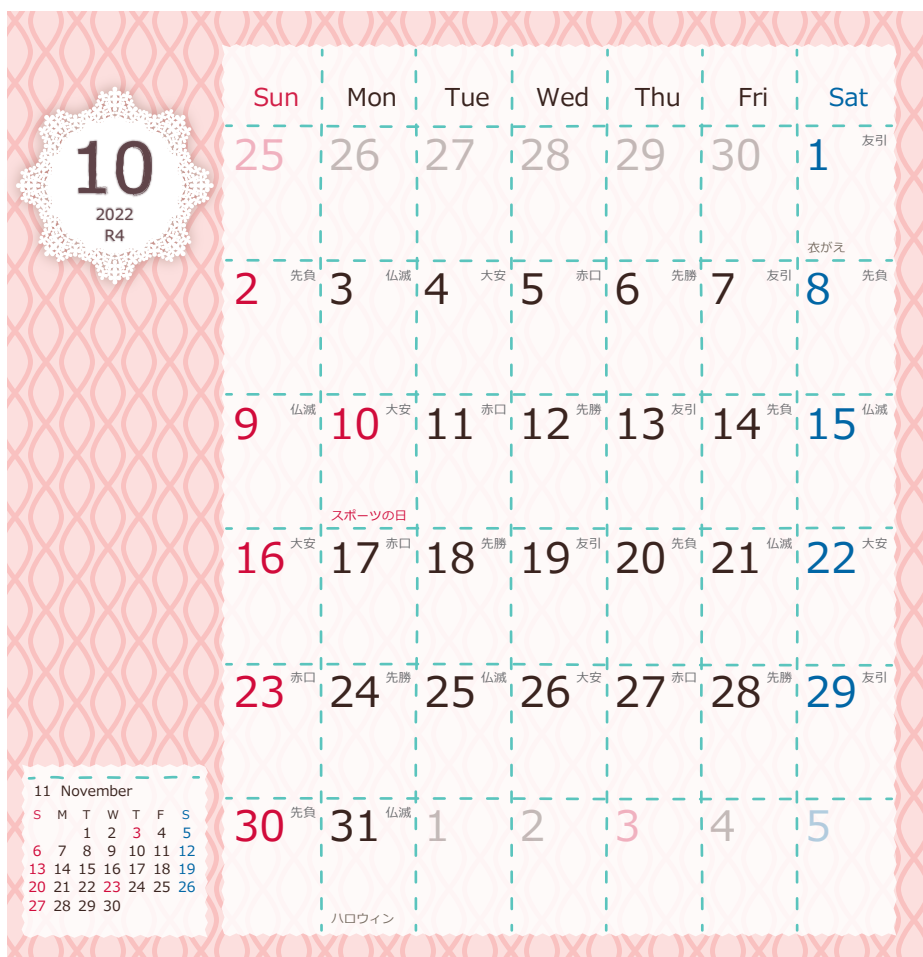 10
2022
R4
Sun Mon Tue Wed Thu Fri Sat
25 26 27 28 29 30 1 友引
衣がえ
2 先負 3 仏滅 4 大安 5 赤口 6 先勝 7 友引 8 先負
9 仏滅 10 大安 11 赤口 12 先勝 13 友引 14 先負 15 仏滅
スポーツの日
16 大安 17 赤口 18 先勝 19 友引 20 先負 21 仏滅 22 大安
23 赤口 24 先勝 25 仏滅 26 大安 27 赤口 28 先勝 29 友引
30 先負 31 仏滅 1 2 3 4 5
ハロウィン
11 November
S M T W T F S
1 2 3 4 5
6 7 8 9 10 11 12
13 14 15 16 17 18 19
20 21 22 23 24 25 26
27 28 29 30